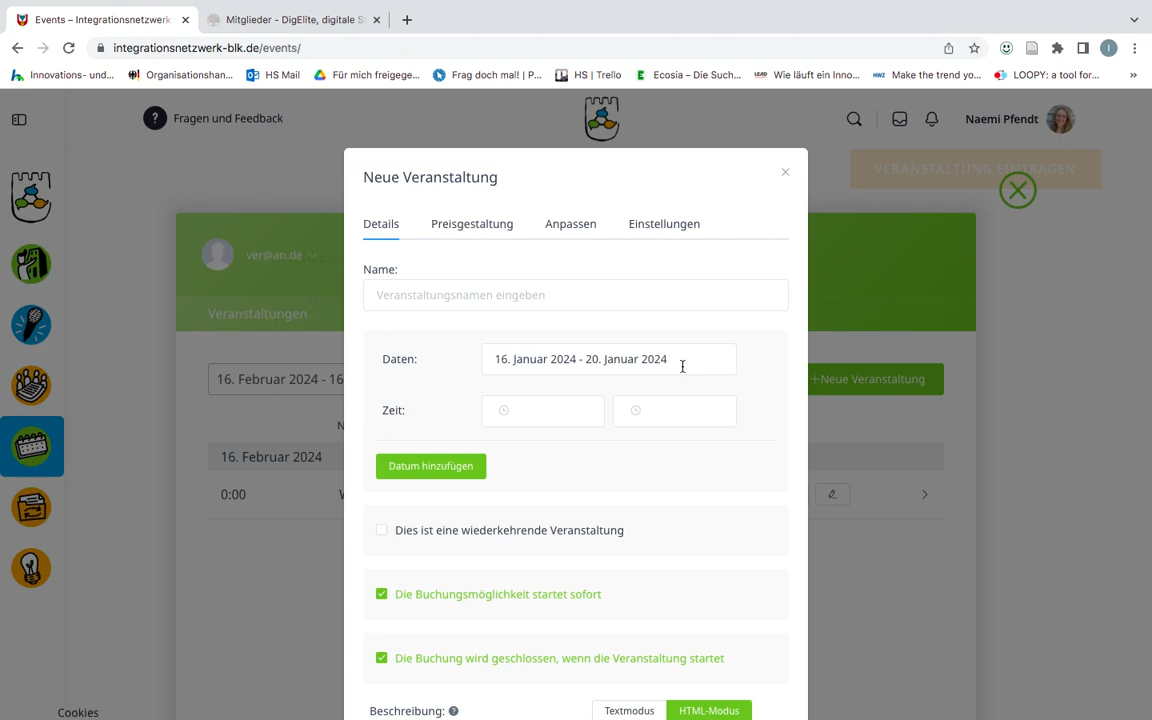 Events – Integrationsnetzwerk
Mitglieder - DigElite, digitale S
integrationsnetzwerk-blk.de/events/
Innovations- und...
Organisationshan...
HS Mail
Für mich freigege...
Frag doch mal! | P...
HS | Trello
Ecosia – Die Such...
Wie läuft ein Inno...
Make the trend yo...
LOOPY: a tool for...
Fragen und Feedback
Naemi Pfendt
VERANSTALTUNG EINTRAGEN
Neue Veranstaltung
Details
Preisgestaltung
Anpassen
Einstellungen
ver@an.de
Name:
Veranstaltungsnamen eingeben
Veranstaltungen
Daten:
16. Januar 2024 - 20. Januar 2024
16. Februar 2024 - 16
+Neue Veranstaltung
Zeit:
16. Februar 2024
Datum hinzufügen
0:00
Dies ist eine wiederkehrende Veranstaltung
Die Buchungsmöglichkeit startet sofort
Die Buchung wird geschlossen, wenn die Veranstaltung startet
Beschreibung:
Textmodus
HTML-Modus
Cookies